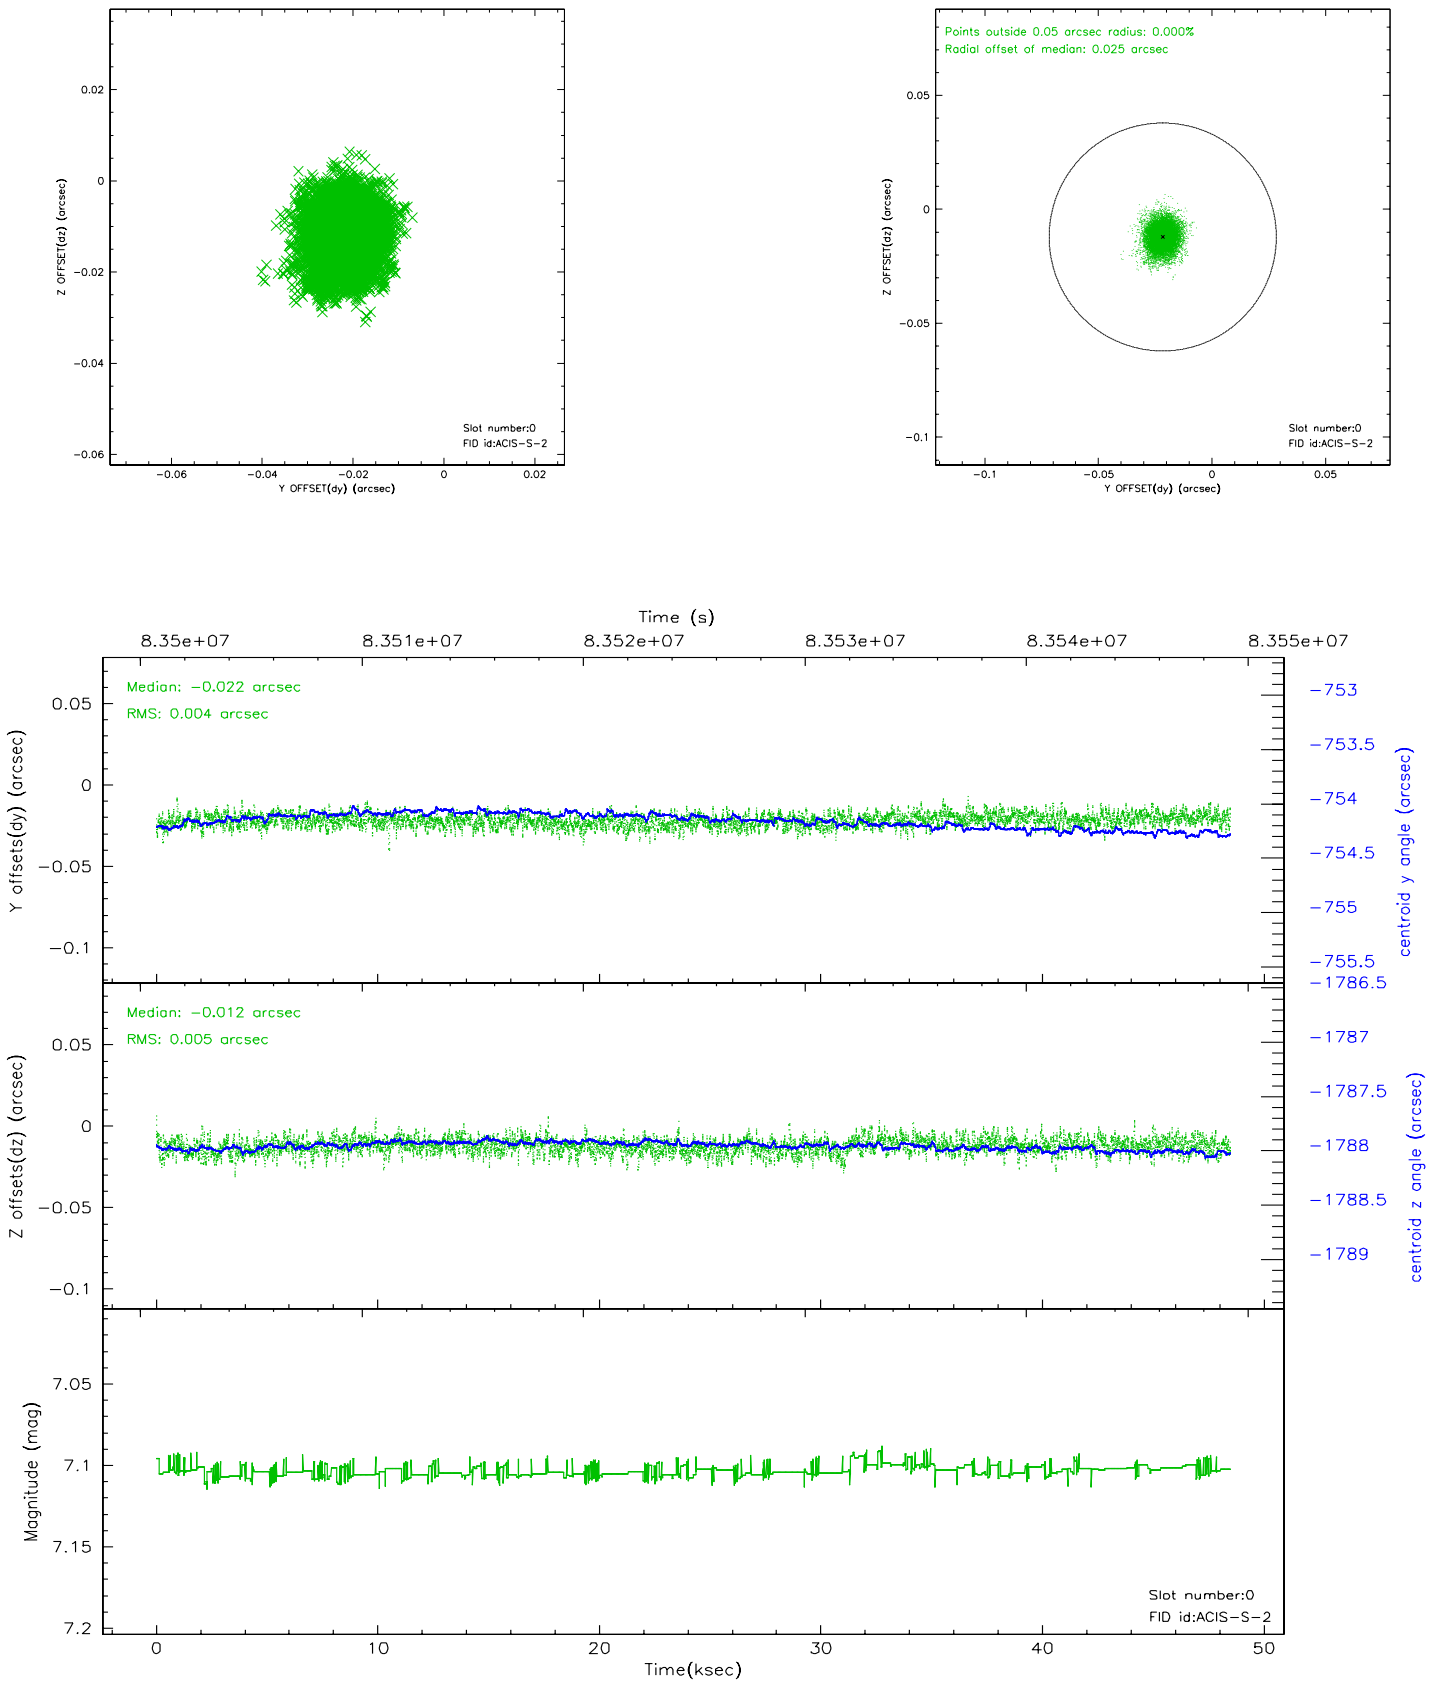 0.02
0
−0.02
−0.04
−0.06
Z OFFSET(dz) (arcsec)
Slot number:0
FID id:ACIS−S−2
−0.06 −0.04 −0.02 0 0.02
Y OFFSET(dy) (arcsec)
Points outside 0.05 arcsec radius: 0.000%
Radial offset of median: 0.025 arcsec
0.05
0
−0.05
−0.1
Z OFFSET(dz) (arcsec)
Slot number:0
FID id:ACIS−S−2
−0.1 −0.05 0 0.05
Y OFFSET(dy) (arcsec)
Time (s)
8.35e+07 8.351e+07 8.352e+07 8.353e+07 8.354e+07 8.355e+07
Median: −0.022 arcsec
RMS: 0.004 arcsec
0.05
0
−0.05
−0.1
Y offsets(dy) (arcsec)
−753
−753.5
−754
−754.5
−755
−755.5
centroid y angle (arcsec)
Median: −0.012 arcsec
RMS: 0.005 arcsec
0.05
0
−0.05
−0.1
Z offsets(dz) (arcsec)
−1786.5
−1787
−1787.5
−1788
−1788.5
−1789
centroid z angle (arcsec)
7.05
7.1
7.15
7.2
Magnitude (mag)
Slot number:0
FID id:ACIS−S−2
0 10 20 30 40 50
Time(ksec)